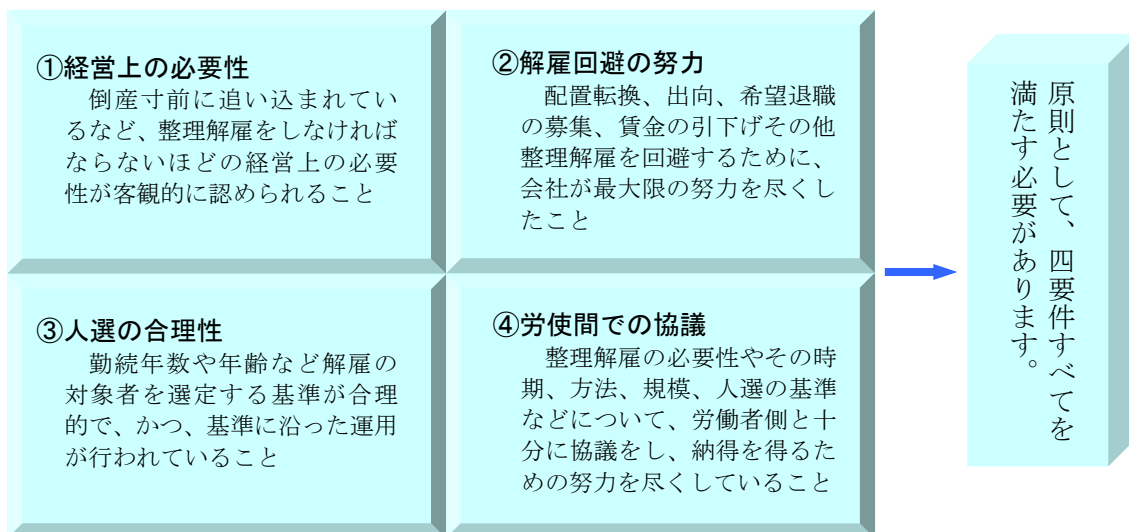 ①経営上の必要性
倒産寸前に追い込まれてい
るなど、整理解雇をしなければ
ならないほどの経営上の必要
性が客観的に認められること
②解雇回避の努力
配置転換、出向、希望退職
の募集、賃金の引下げその他
整理解雇を回避するために、
会社が最大限の努力を尽くし
たこと
③人選の合理性
勤続年数や年齢など解雇の
対象者を選定する基準が合理
的で、かつ、基準に沿った運用
が行われていること
④労使間での協議
整理解雇の必要性やその時
期、方法、規模、人選の基準
などについて、労働者側と十
分に協議をし、納得を得るた
めの努力を尽くしていること
原則として、四要件すべてを
満たす必要があります。